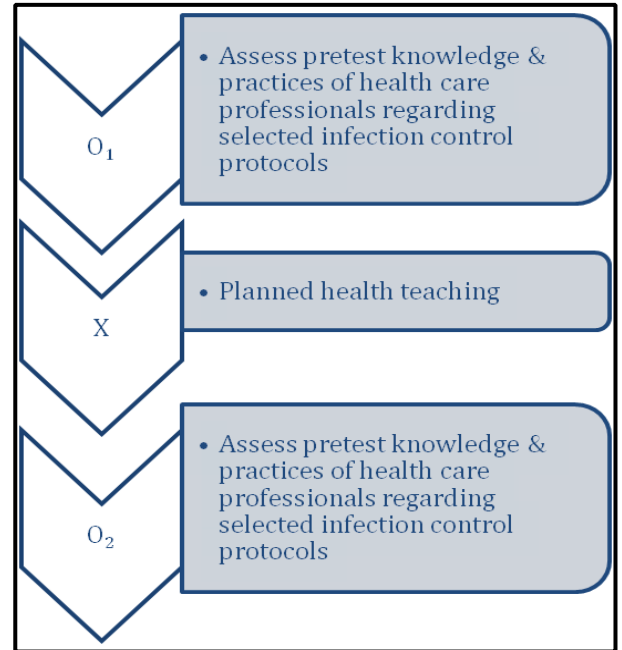 O₁
• Assess pretest knowledge &
practices of health care
professionals regarding
selected infection control
protocols
X
• Planned health teaching
O₂
• Assess pretest knowledge &
practices of health care
professionals regarding
selected infection control
protocols